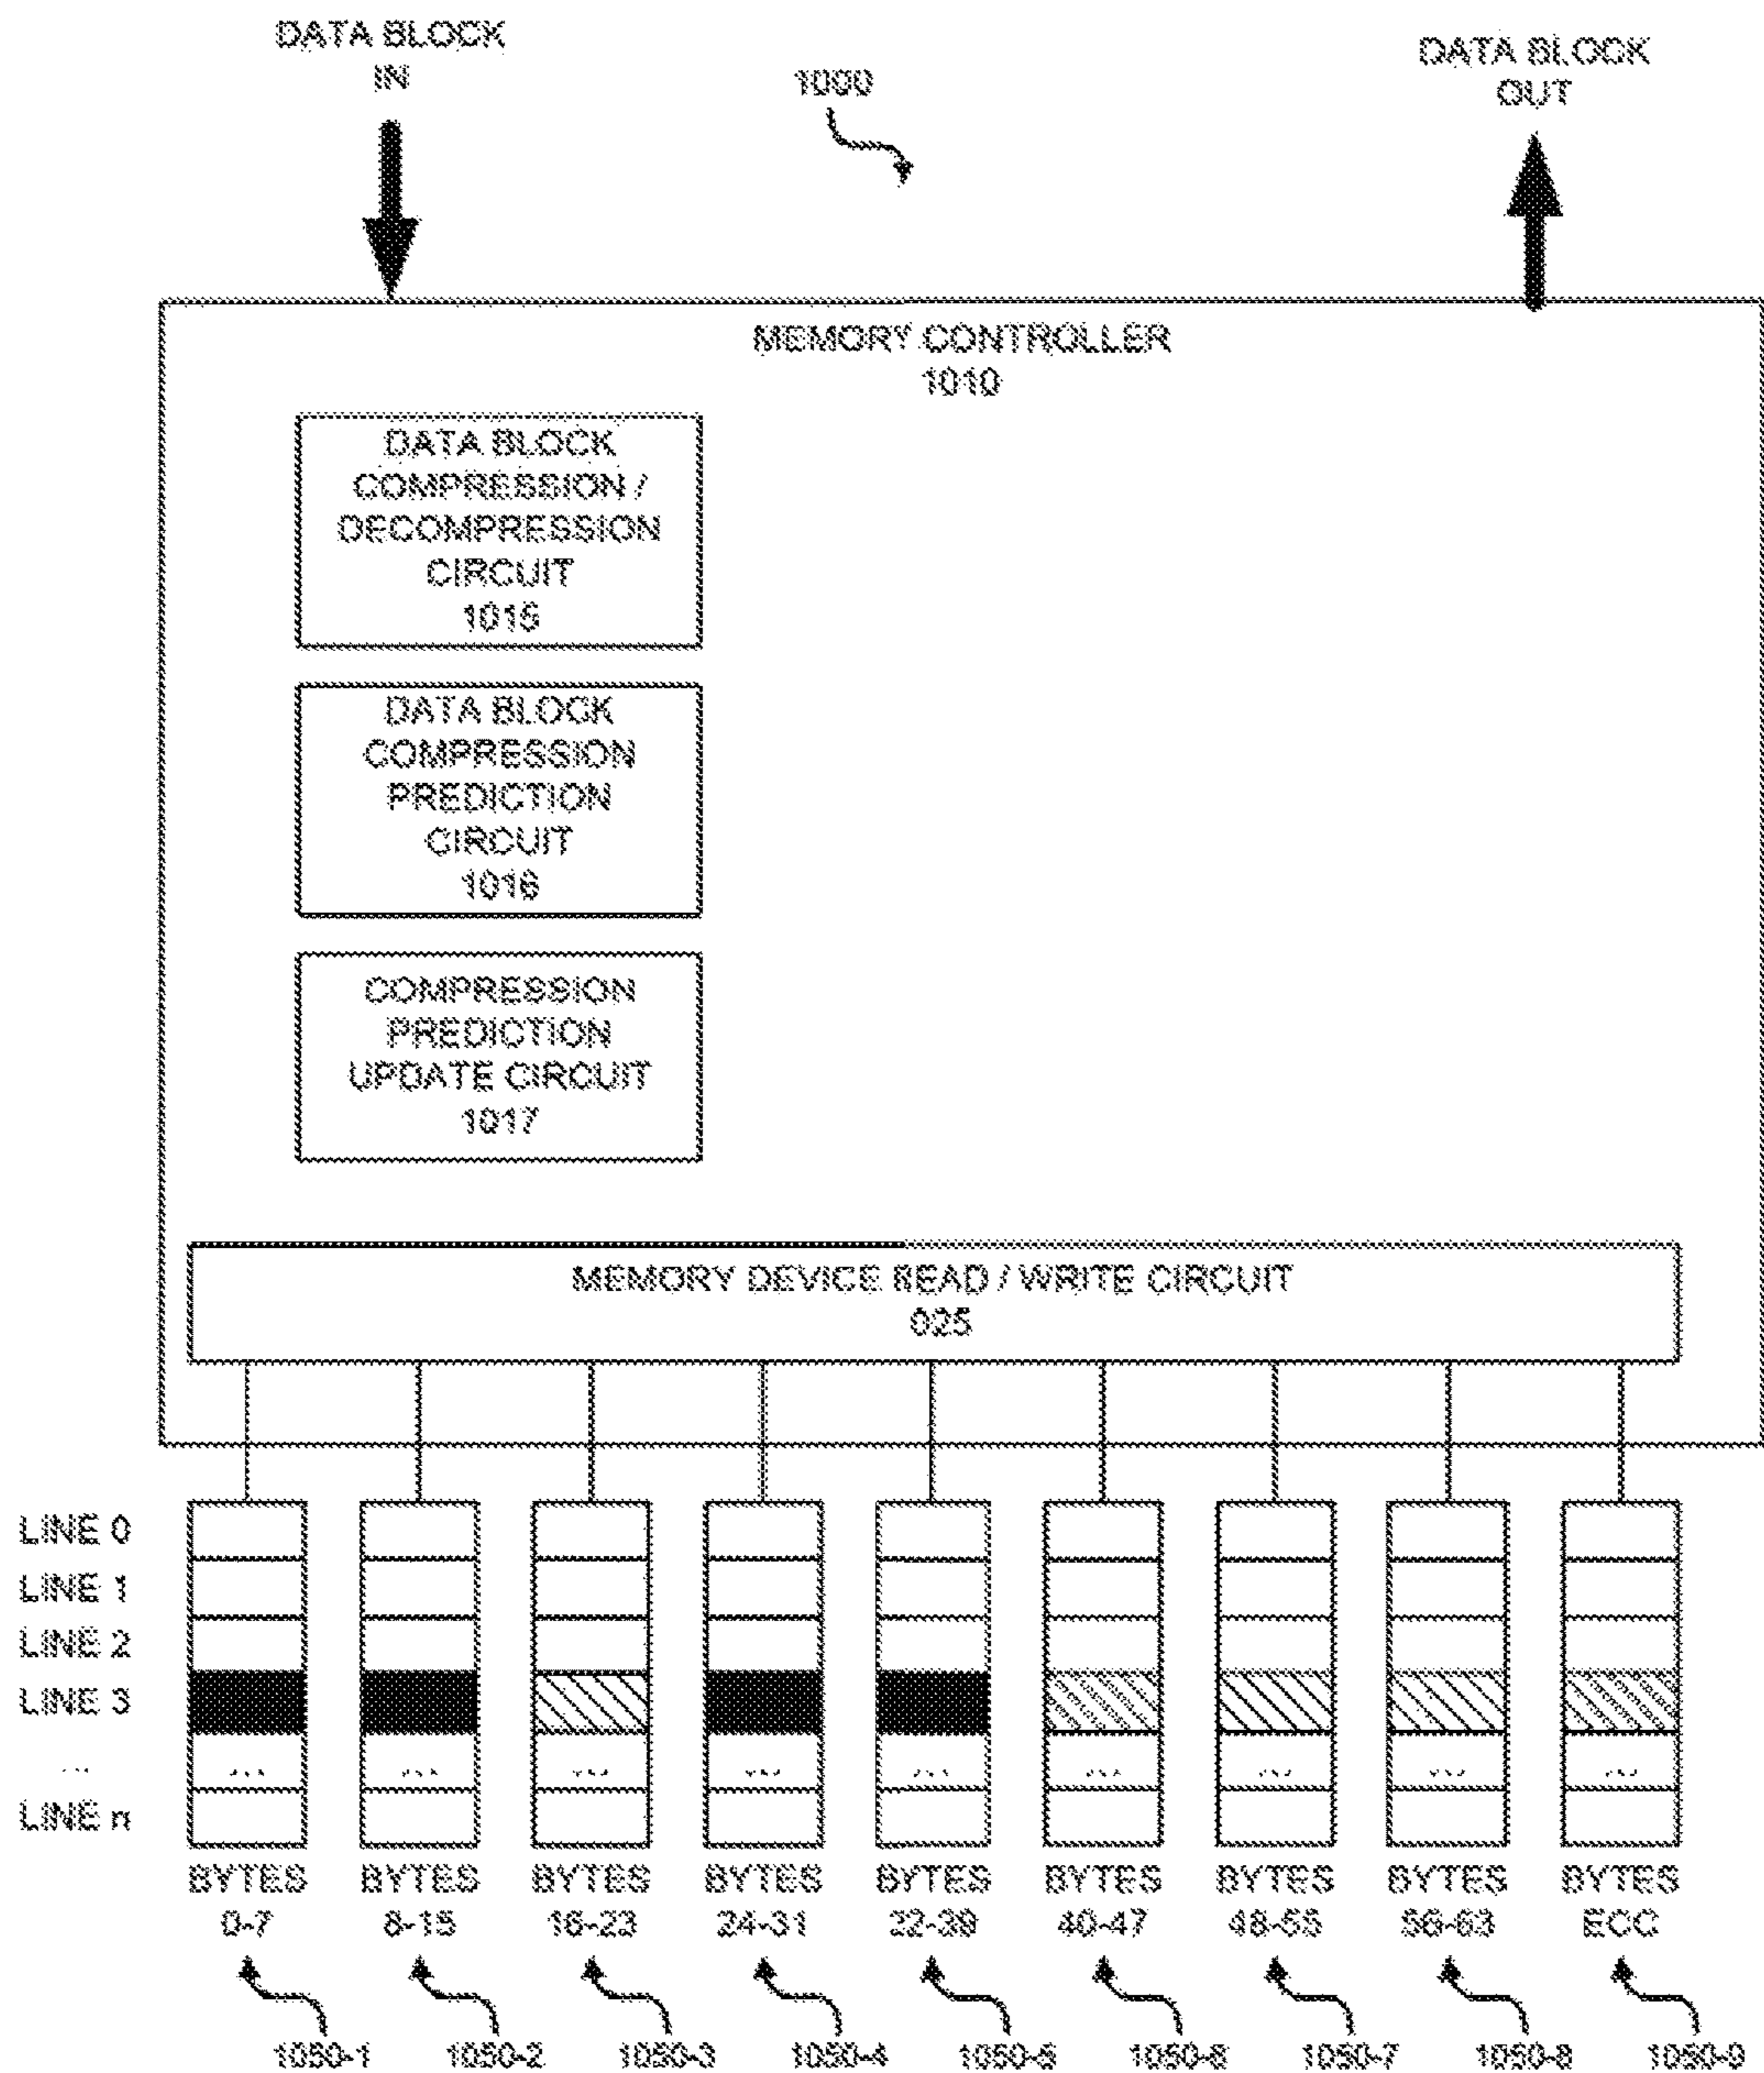 DATA BLOCK
IN
1000
DATA BLOCK
OUT
MEMORY CONTROLLER
1010
DATA BLOCK
COMPRESSION /
DECOMPRESSION
CIRCUIT
1015
DATA BLOCK
COMPRESSION
PREDICTION
CIRCUIT
1016
COMPRESSION
PREDICTION
UPDATE CIRCUIT
1017
MEMORY DEVICE READ / WRITE CIRCUIT
025
LINE 0
LINE 1
LINE 2
LINE 3
... ... ... ... ... ... ... ... ... ...
LINE n
BYTES BYTES BYTES BYTES BYTES BYTES BYTES BYTES BYTES
0-7 8-15 16-23 24-31 32-39 40-47 48-55 56-63 ECC
1050-1 1050-2 1050-3 1050-4 1050-5 1050-6 1050-7 1050-8 1050-9